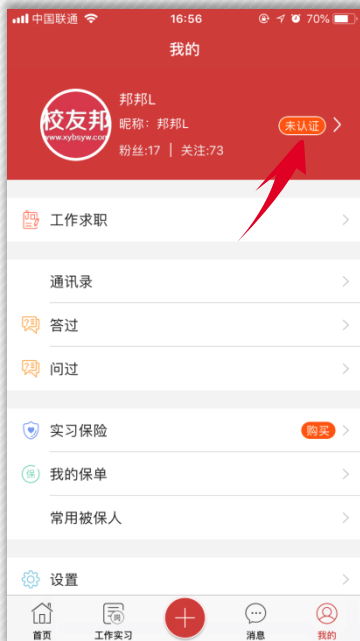 中国联通 16:56 70%
我的
校友邦
www.xybsyw.com
邦邦L
昵称：邦邦L
粉丝:17 | 关注:73
未认证
工作求职
通讯录
答过
问过
实习保险 购买
保 我的保单
常用被保人
设置
首页 工作实习 消息 我的